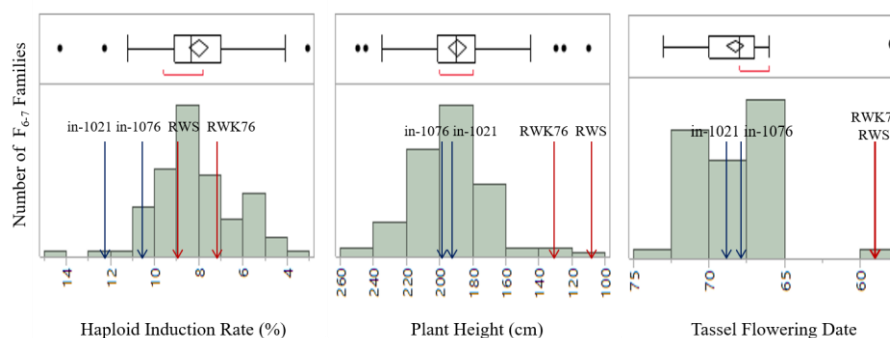 Number of F6-7 Families
in-1021 in-1076 RWS RWK76
14 12 10 8 6 4
Haploid Induction Rate (%)
in-1076 in-1021 RWK76 RWS
260 240 220 200 180 160 140 120 100
Plant Height (cm)
in-1021 in-1076
RWS
75 70 65 60
Tassel Flowering Date